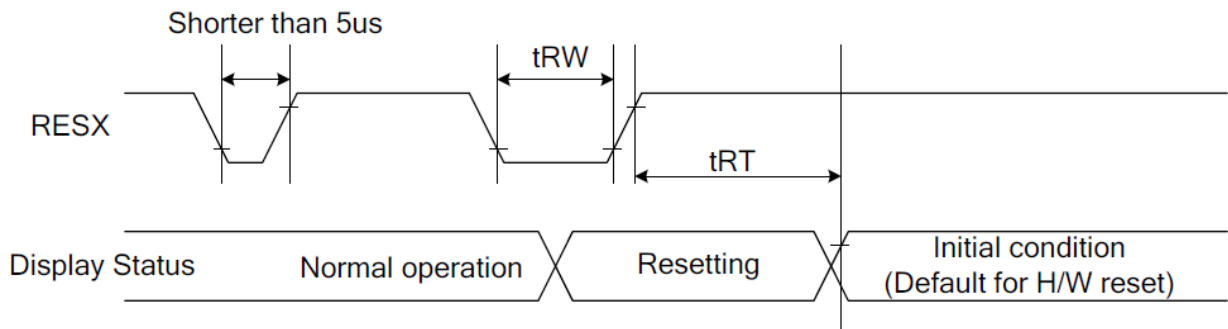 Shorter than 5us
tRW
RESX
tRT
Display Status
Normal operation
Resetting
Initial condition
(Default for H/W reset)